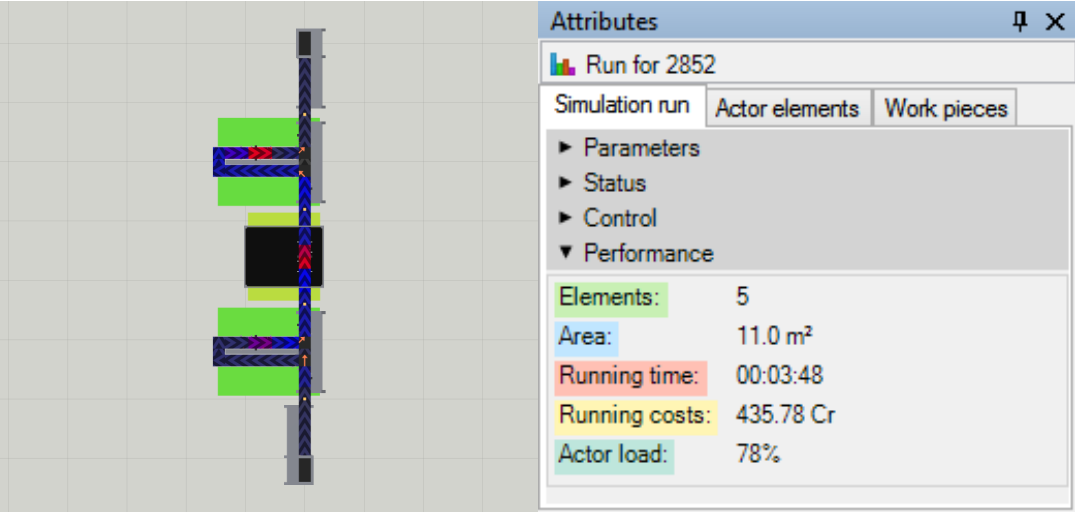 Attributes
Run for 2852
Simulation run Actor elements Work pieces
Parameters
Status
Control
Performance
Elements: 5
Area: 11.0 m²
Running time: 00:03:48
Running costs: 435.78 Cr
Actor load: 78%